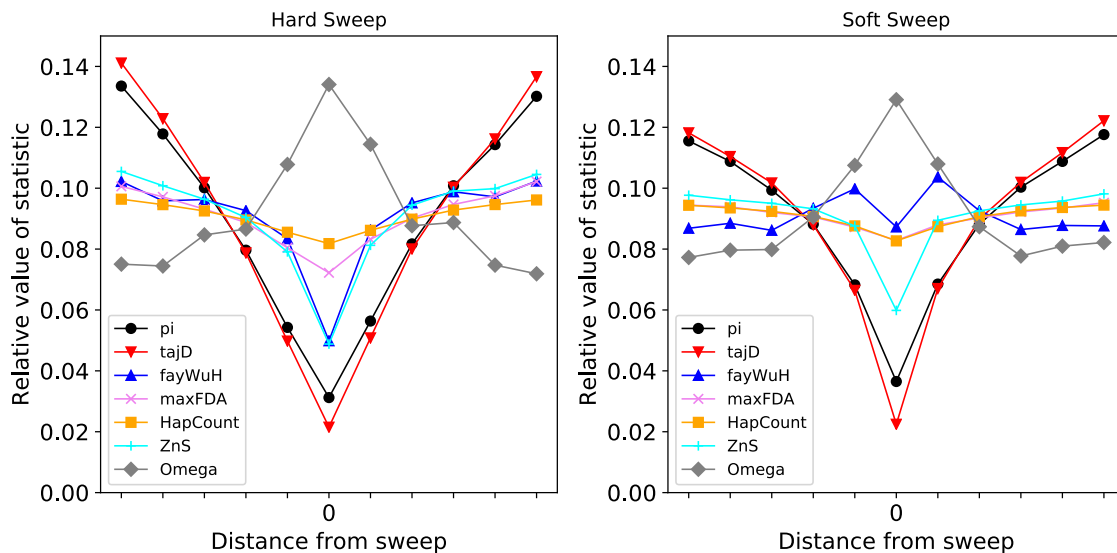 Hard Sweep
Relative value of statistic
0.14
0.12
0.10
0.08
0.06
0.04
0.02
0.00
pi
tajD
fayWuH
maxFDA
HapCount
ZnS
Omega
0
Distance from sweep
Soft Sweep
Relative value of statistic
0.14
0.12
0.10
0.08
0.06
0.04
0.02
0.00
pi
tajD
fayWuH
maxFDA
HapCount
ZnS
Omega
0
Distance from sweep